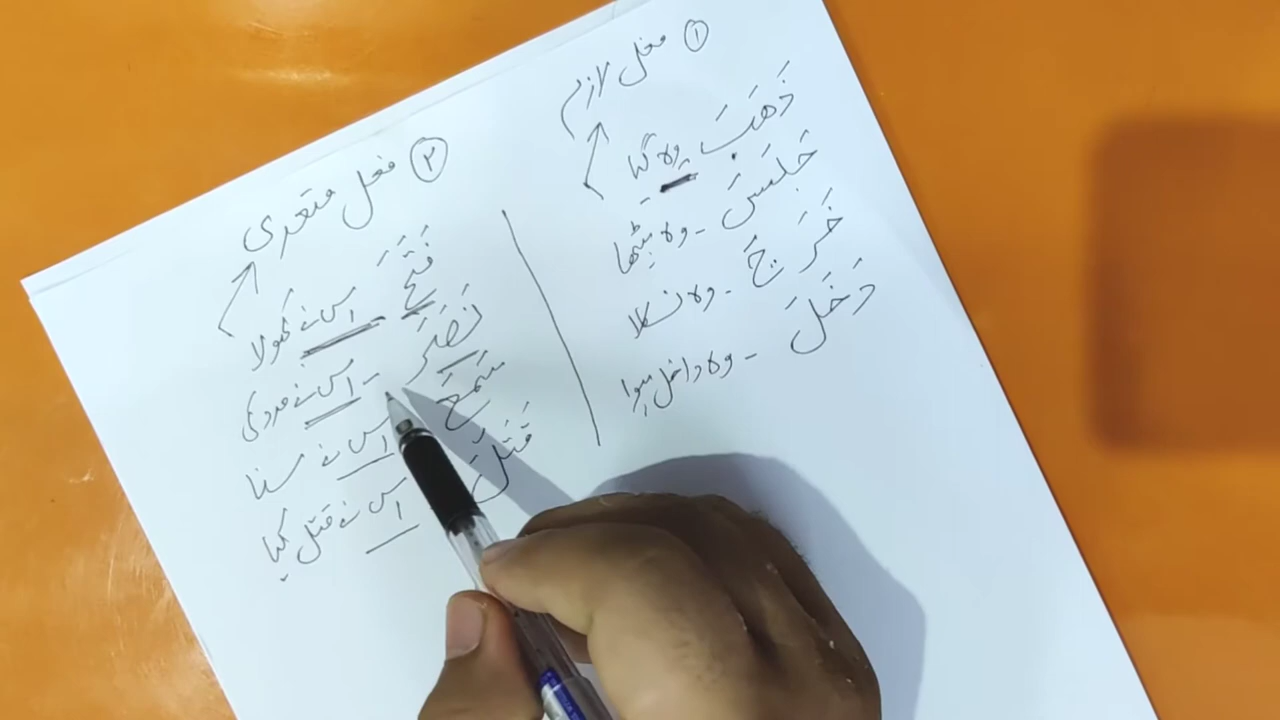 ① فعل لازم
ذَھَبَ وہ گیا
جَلَسَ - وہ بیٹھا
خَرَجَ - وہ نکلا
دَخَلَ - وہ داخل ہوا
② فعل متعدی
فَتَحَ اس نے کھولا
نَصَرَ - اس نے مدد کی
سَمِعَ اس نے سنا
قَتَلَ اس نے قتل کیا